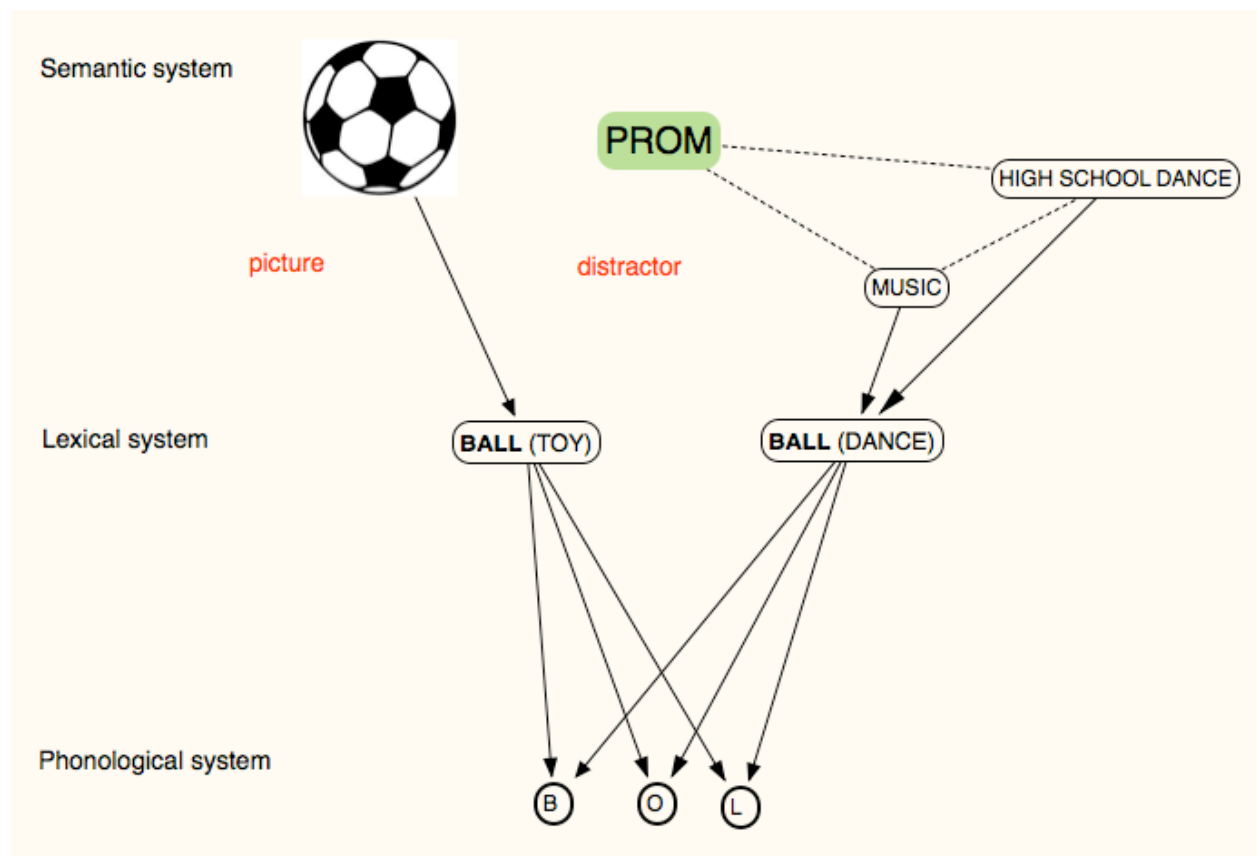 Semantic system
PROM
HIGH SCHOOL DANCE
picture
distractor
MUSIC
Lexical system
BALL (TOY)
BALL (DANCE)
Phonological system
B
O
L